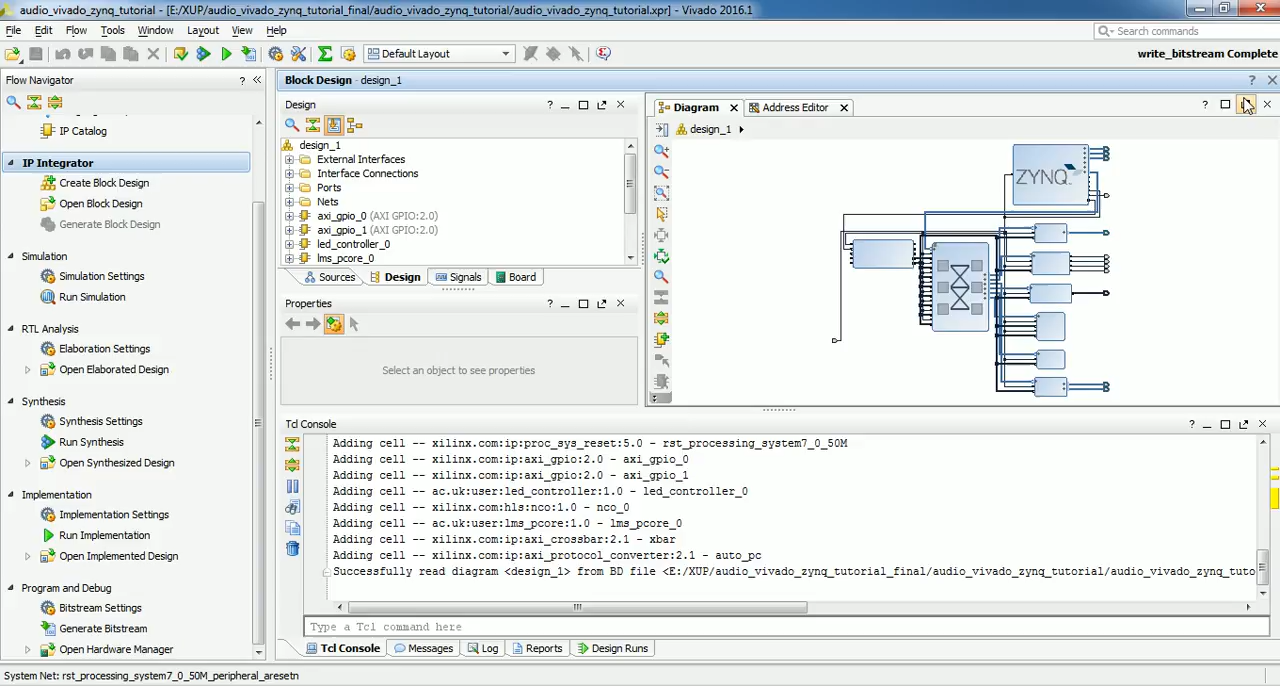 audio_vivado_zynq_tutorial - [E:/XUP/audio_vivado_zynq_tutorial_final/audio_vivado_zynq_tutorial/audio_vivado_zynq_tutorial.xpr] - Vivado 2016.1
File Edit Flow Tools Window Layout View Help
Search commands
Default Layout
write_bitstream Complete
Flow Navigator
IP Catalog
IP Integrator
Create Block Design
Open Block Design
Generate Block Design
Simulation
Simulation Settings
Run Simulation
RTL Analysis
Elaboration Settings
Open Elaborated Design
Synthesis
Synthesis Settings
Run Synthesis
Open Synthesized Design
Implementation
Implementation Settings
Run Implementation
Open Implemented Design
Program and Debug
Bitstream Settings
Generate Bitstream
Open Hardware Manager
Block Design - design_1
Design
design_1
External Interfaces
Interface Connections
Ports
Nets
axi_gpio_0 (AXI GPIO:2.0)
axi_gpio_1 (AXI GPIO:2.0)
led_controller_0
lms_pcore_0
Sources Design Signals Board
Properties
Select an object to see properties
Diagram Address Editor
design_1
ZYNQ
Tcl Console
Adding cell -- xilinx.com:ip:proc_sys_reset:5.0 - rst_processing_system7_0_50M
Adding cell -- xilinx.com:ip:axi_gpio:2.0 - axi_gpio_0
Adding cell -- xilinx.com:ip:axi_gpio:2.0 - axi_gpio_1
Adding cell -- ac.uk:user:led_controller:1.0 - led_controller_0
Adding cell -- xilinx.com:hls:nco:1.0 - nco_0
Adding cell -- ac.uk:user:lms_pcore:1.0 - lms_pcore_0
Adding cell -- xilinx.com:ip:axi_crossbar:2.1 - xbar
Adding cell -- xilinx.com:ip:axi_protocol_converter:2.1 - auto_pc
Successfully read diagram <design_1> from BD file <E:/XUP/audio_vivado_zynq_tutorial_final/audio_vivado_zynq_tutorial/audio_vivado_zynq_tuto
Type a Tcl command here
Tcl Console Messages Log Reports Design Runs
System Net: rst_processing_system7_0_50M_peripheral_aresetn